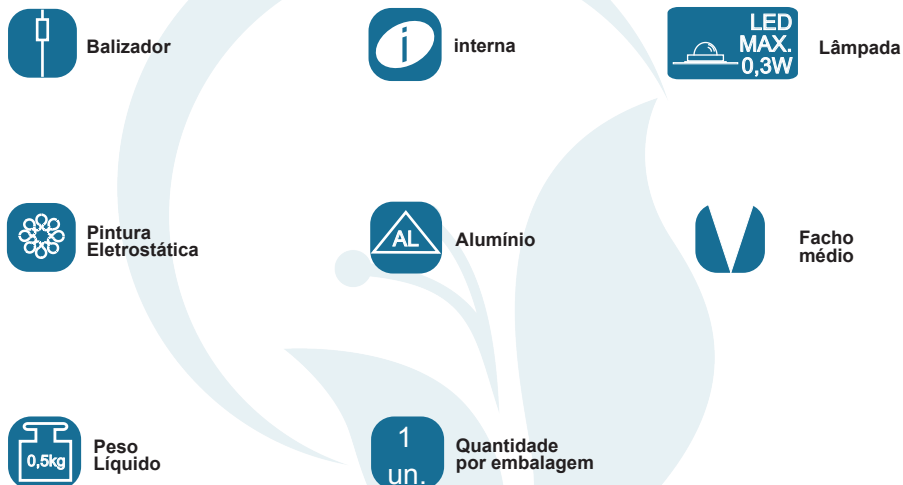 Balizador
i
interna
LED
MAX.
0,3W
Lâmpada
Pintura
Eletrostática
AL
Alumínio
Facho
médio
0,5kg
Peso
Líquido
1
un.
Quantidade
por embalagem